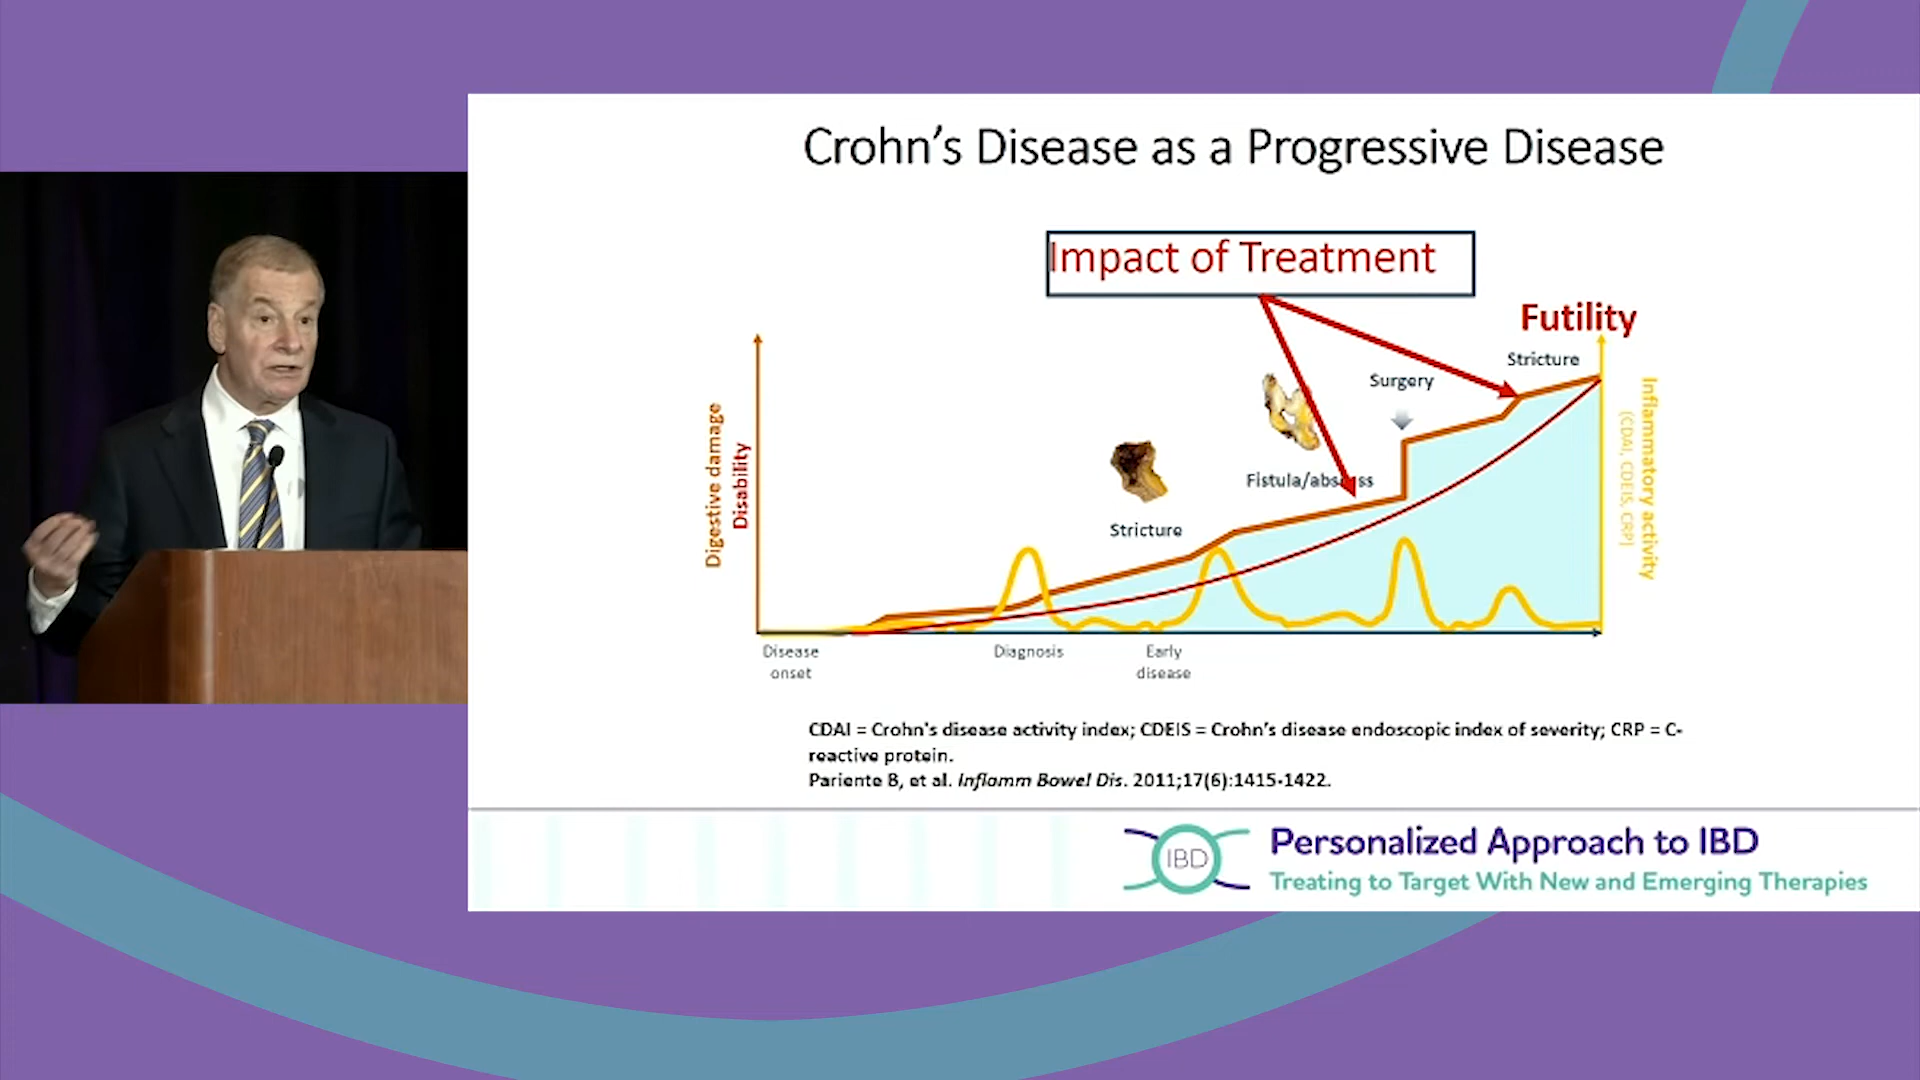 Crohn's Disease as a Progressive Disease
Impact of Treatment
Futility
Stricture
Surgery
Fistula/abscess
Stricture
Digestive damage
Disability
Inflammatory activity
(CDAI, CDEIS, CRP)
Disease
onset
Diagnosis
Early
disease
CDAI = Crohn's disease activity index; CDEIS = Crohn's disease endoscopic index of severity; CRP = C-
reactive protein.
Pariente B, et al. Inflamm Bowel Dis. 2011;17(6):1415-1422.
IBD
Personalized Approach to IBD
Treating to Target With New and Emerging Therapies